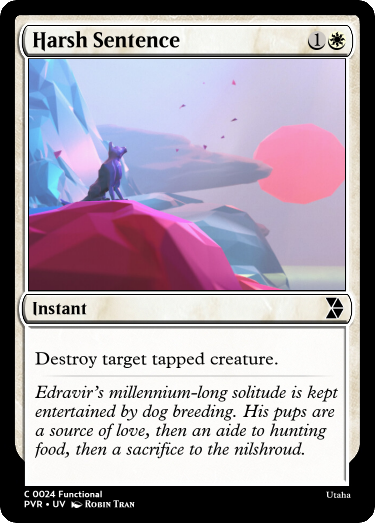 Harsh Sentence 1
Instant
Destroy target tapped creature.
Edravir's millennium-long solitude is kept
entertained by dog breeding. His pups are
a source of love, then an aide to hunting
food, then a sacrifice to the nilshroud.
C 0024 Functional
PVR • UV Robin Tran
Utaha